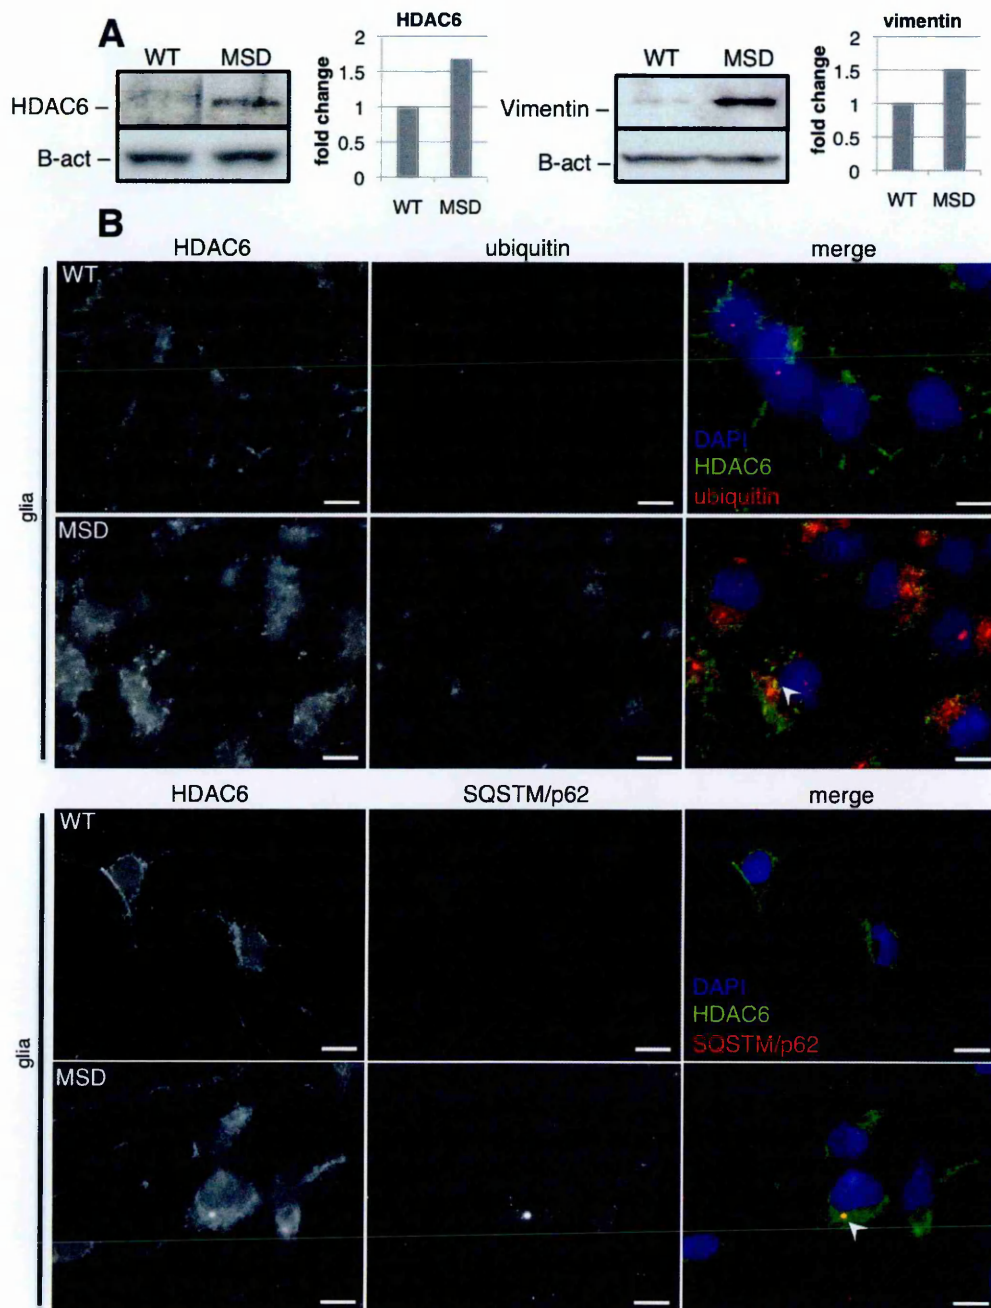 A
WT MSD
HDAC6
B-act
HDAC6
fold change
2
1.5
1
0.5
0
WT MSD
WT MSD
Vimentin
B-act
vimentin
fold change
2
1.5
1
0.5
0
WT MSD
B
HDAC6 ubiquitin merge
glia
WT
DAPI
HDAC6
ubiquitin
MSD
HDAC6 SQSTM/p62 merge
glia
WT
DAPI
HDAC6
SQSTM/p62
MSD